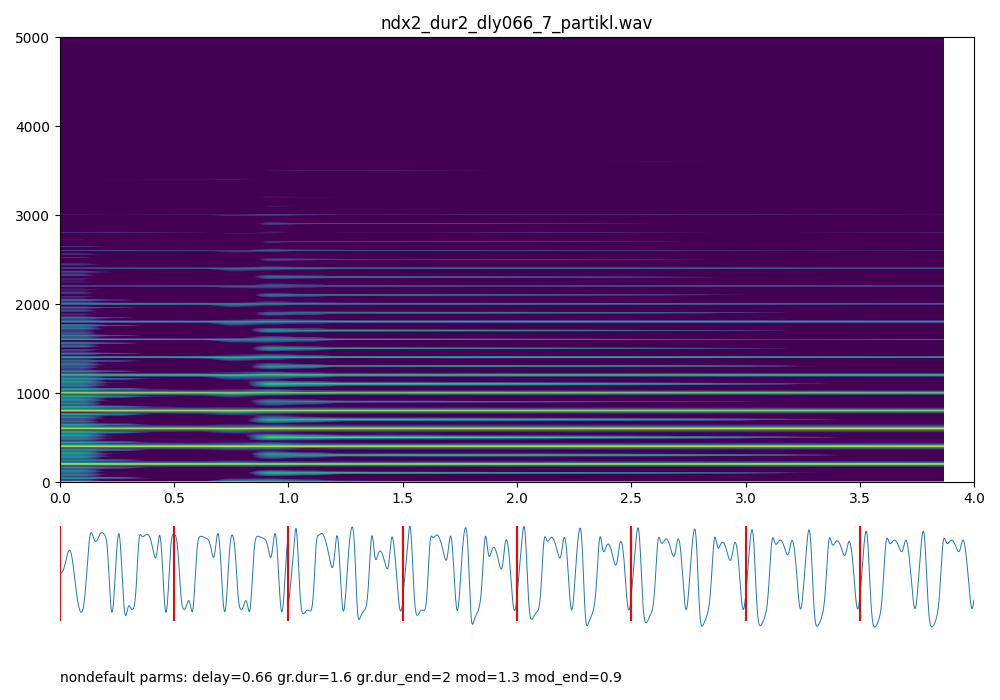 ndx2_dur2_dly066_7_partikl.wav
5000
4000
3000
2000
1000
0
0.0 0.5 1.0 1.5 2.0 2.5 3.0 3.5 4.0
nondefault parms: delay=0.66 gr.dur=1.6 gr.dur_end=2 mod=1.3 mod_end=0.9